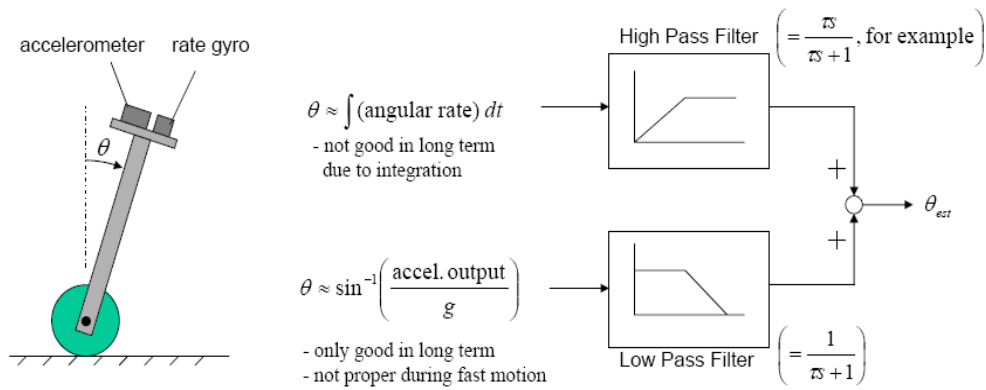 accelerometer rate gyro
θ
High Pass Filter
(= τs / τs + 1, for example)
θ ≈ ∫ (angular rate) dt
- not good in long term
due to integration
+
θest
+
θ ≈ sin⁻¹(accel. output / g)
- only good in long term
- not proper during fast motion
Low Pass Filter
(= 1 / τs + 1)